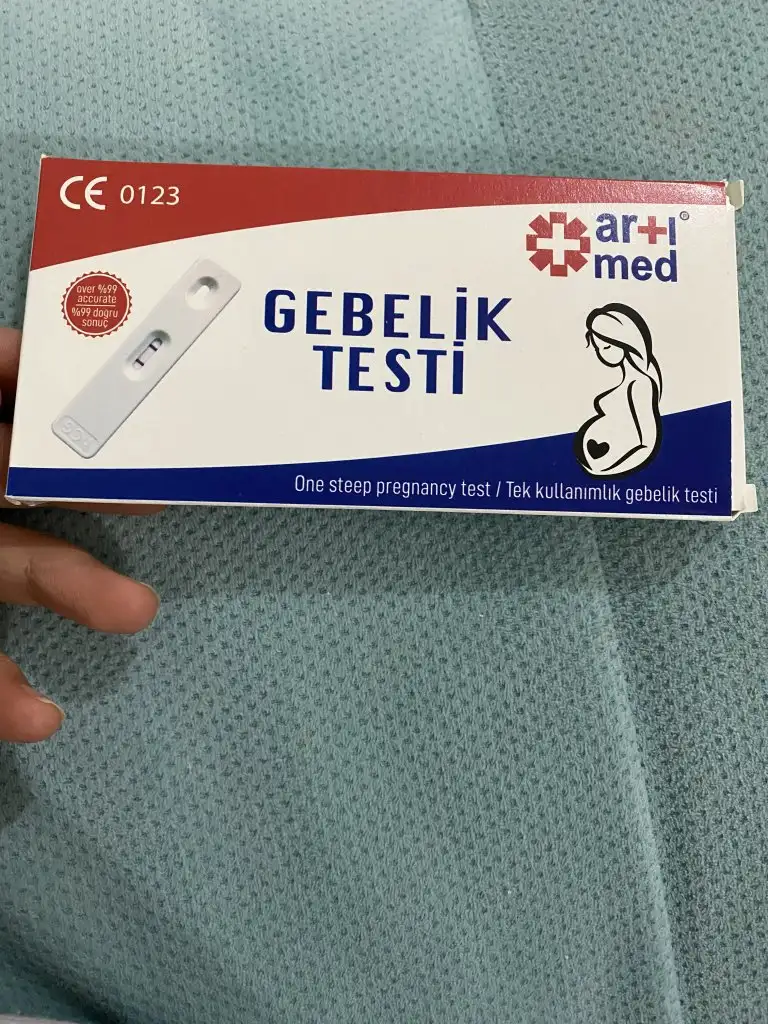 CE 0123
ar+l®
med
over %99
accurate
%99 doğru
sonuç
GEBELİK
TESTİ
One steep pregnancy test / Tek kullanımlık gebelik testi